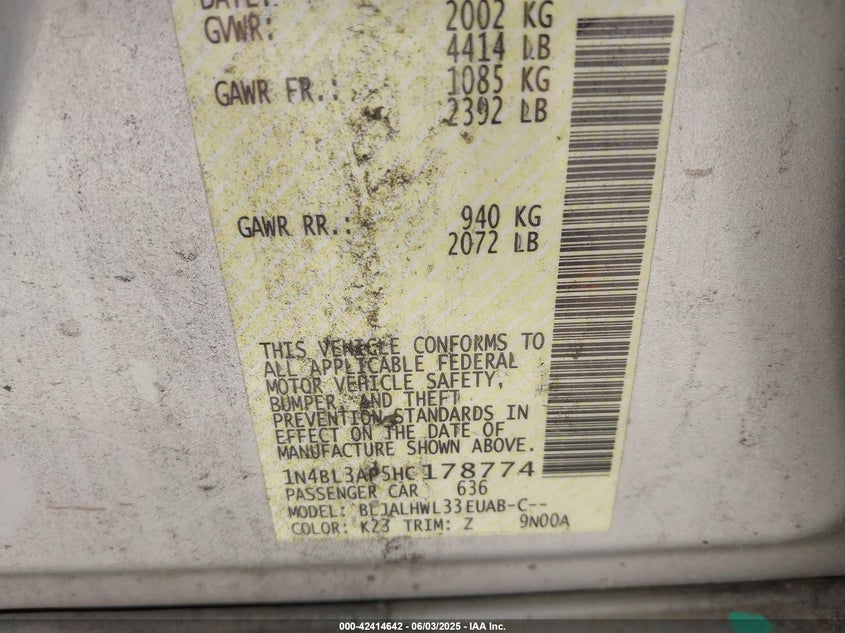 DATE:
GVWR: 2002 KG
4414 LB
GAWR FR.: 1085 KG
2392 LB
GAWR RR.: 940 KG
2072 LB
THIS VEHICLE CONFORMS TO
ALL APPLICABLE FEDERAL
MOTOR VEHICLE SAFETY,
BUMPER, AND THEFT
PREVENTION STANDARDS IN
EFFECT ON THE DATE OF
MANUFACTURE SHOWN ABOVE.
1N4BL3AP5HC178774
PASSENGER CAR 636
MODEL: BLJALHWL33EUAB-C--
COLOR: K23 TRIM: Z 9N00A
000-42414642 - 06/03/2025 - IAA Inc.